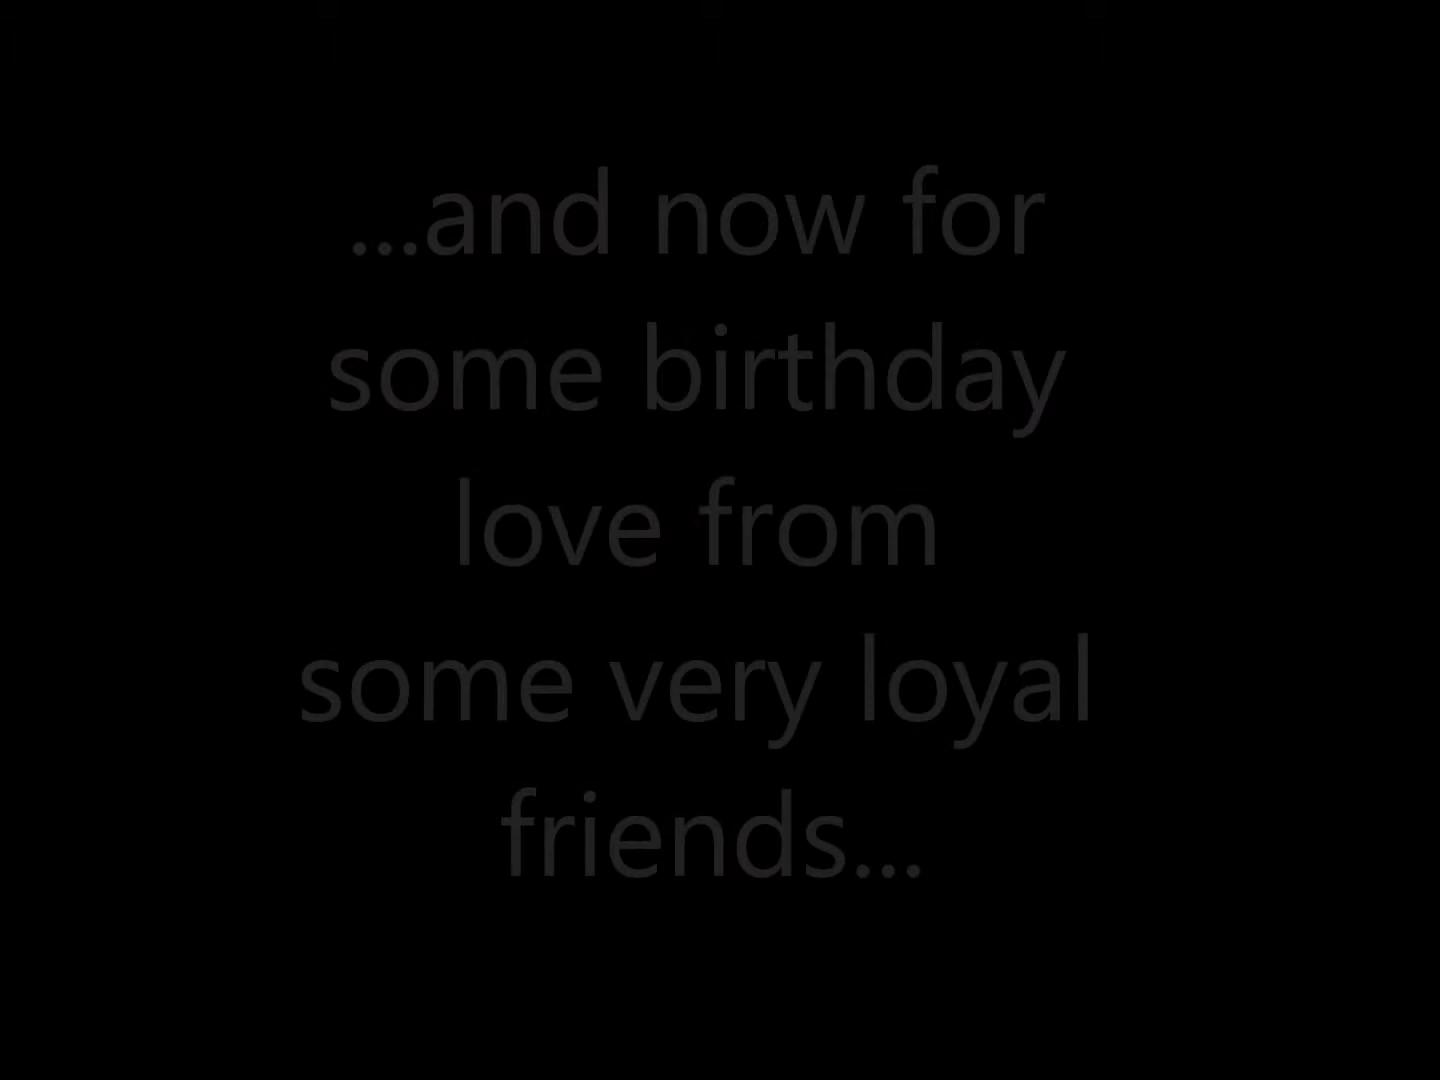 ...and now for
some birthday
love from
some very loyal
friends...